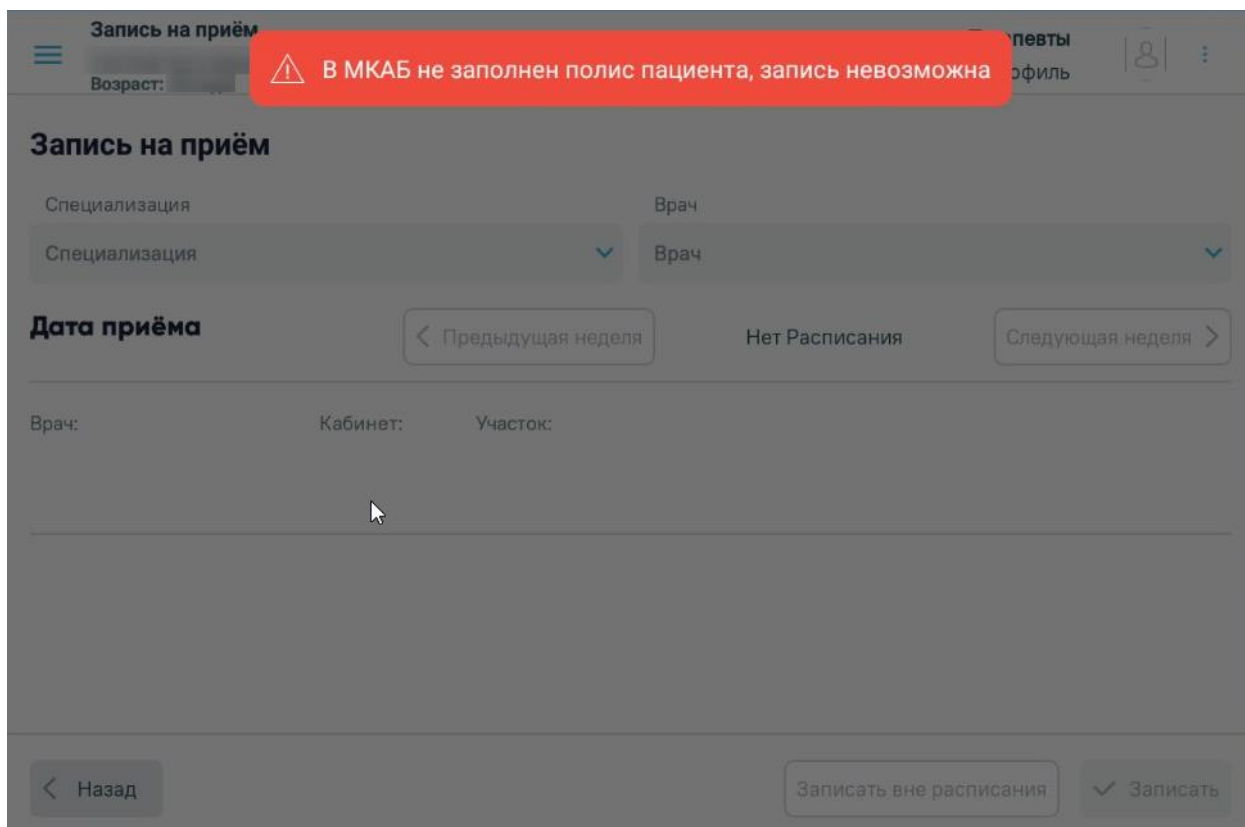 Запись на приём
Возраст:
В МКАБ не заполнен полис пациента, запись невозможна
Запись на приём
Специализация
Врач
Специализация
Врач
Дата приёма
Предыдущая неделя
Нет Расписания
Следующая неделя
Врач:
Кабинет:
Участок:
Назад
Записать вне расписания
Записать